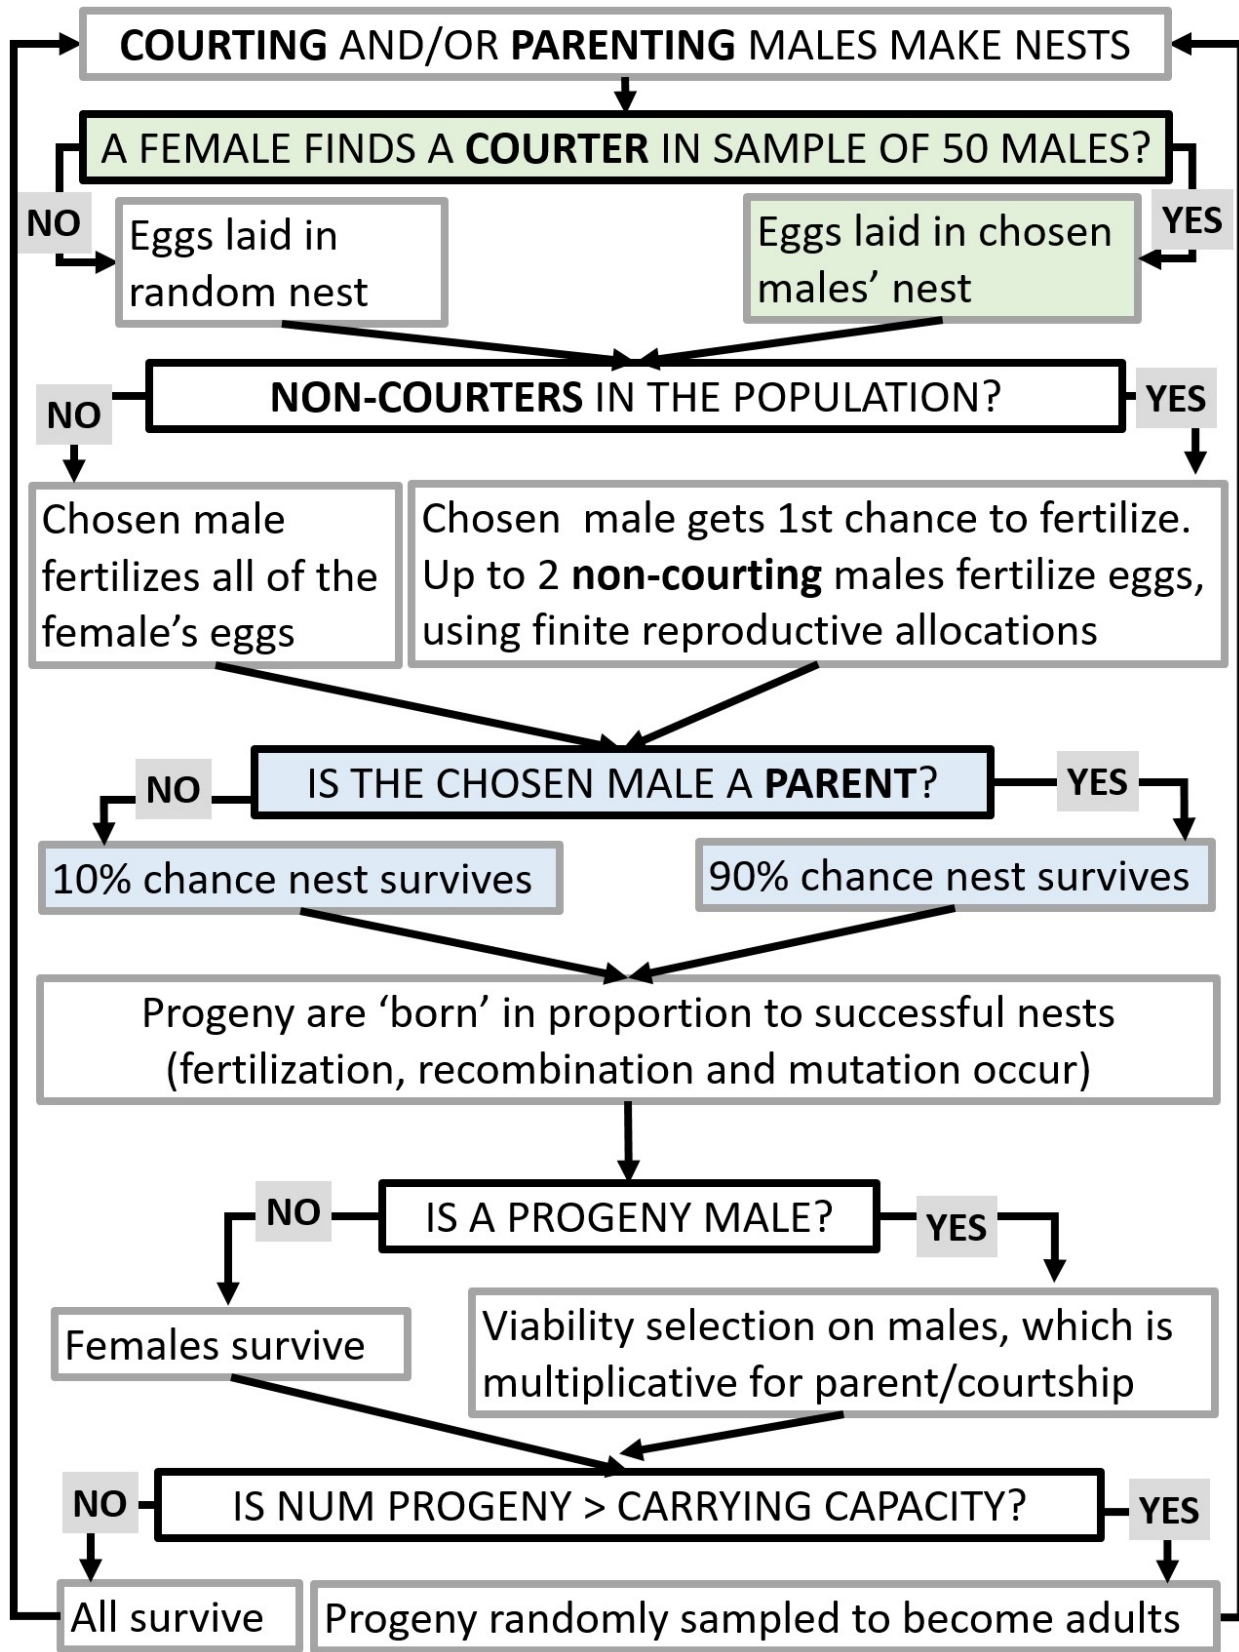 COURTING AND/OR PARENTING MALES MAKE NESTS
A FEMALE FINDS A COURTER IN SAMPLE OF 50 MALES?
NO
YES
Eggs laid in
random nest
Eggs laid in chosen
males’ nest
NON-COURTERS IN THE POPULATION?
NO
YES
Chosen male
fertilizes all of the
female’s eggs
Chosen male gets 1st chance to fertilize.
Up to 2 non-courting males fertilize eggs,
using finite reproductive allocations
IS THE CHOSEN MALE A PARENT?
NO
YES
10% chance nest survives
90% chance nest survives
Progeny are ‘born’ in proportion to successful nests
(fertilization, recombination and mutation occur)
IS A PROGENY MALE?
NO
YES
Females survive
Viability selection on males, which is
multiplicative for parent/courtship
IS NUM PROGENY > CARRYING CAPACITY?
NO
YES
All survive
Progeny randomly sampled to become adults